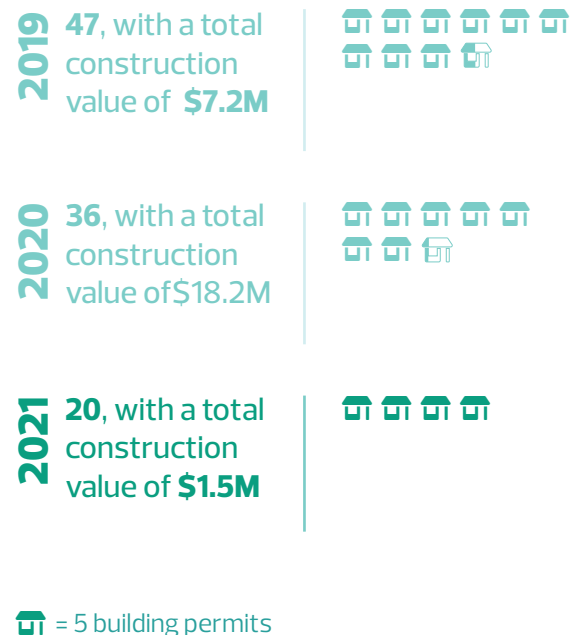 2019
47, with a total
construction
value of $7.2M
2020
36, with a total
construction
value of $18.2M
2021
20, with a total
construction
value of $1.5M
= 5 building permits